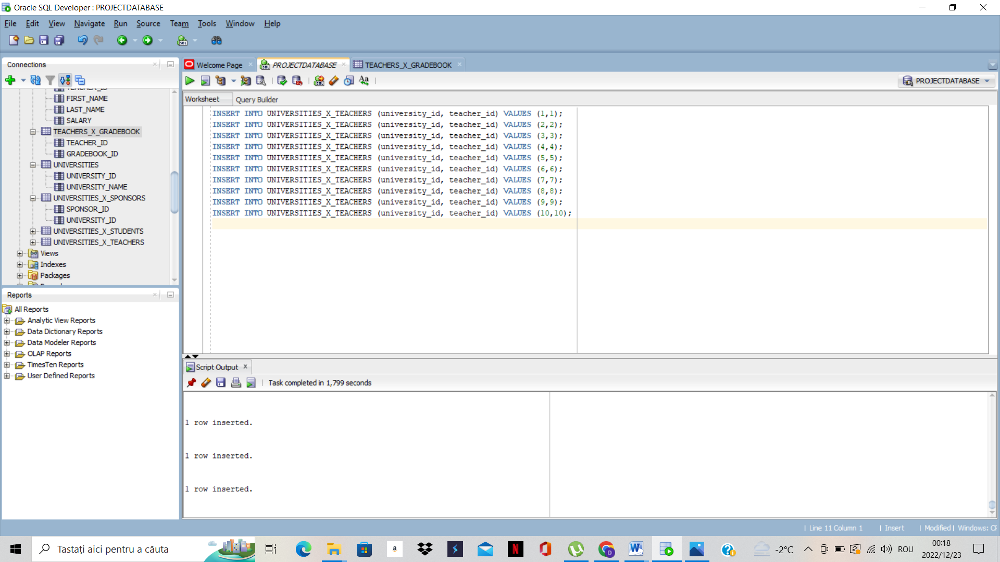 Oracle SQL Developer : PROJECTDATABASE
File Edit View Navigate Run Source Team Tools Window Help
Connections
TEACHER_ID
FIRST_NAME
LAST_NAME
SALARY
TEACHERS_X_GRADEBOOK
TEACHER_ID
GRADEBOOK_ID
UNIVERSITIES
UNIVERSITY_ID
UNIVERSITY_NAME
UNIVERSITIES_X_SPONSORS
SPONSOR_ID
UNIVERSITY_ID
UNIVERSITIES_X_STUDENTS
UNIVERSITIES_X_TEACHERS
Views
Indexes
Packages
Reports
All Reports
Analytic View Reports
Data Dictionary Reports
Data Modeler Reports
OLAP Reports
TimesTen Reports
User Defined Reports
Welcome Page PROJECTDATABASE TEACHERS_X_GRADEBOOK
PROJECTDATABASE
Worksheet Query Builder
INSERT INTO UNIVERSITIES_X_TEACHERS (university_id, teacher_id) VALUES (1,1);
INSERT INTO UNIVERSITIES_X_TEACHERS (university_id, teacher_id) VALUES (2,2);
INSERT INTO UNIVERSITIES_X_TEACHERS (university_id, teacher_id) VALUES (3,3);
INSERT INTO UNIVERSITIES_X_TEACHERS (university_id, teacher_id) VALUES (4,4);
INSERT INTO UNIVERSITIES_X_TEACHERS (university_id, teacher_id) VALUES (5,5);
INSERT INTO UNIVERSITIES_X_TEACHERS (university_id, teacher_id) VALUES (6,6);
INSERT INTO UNIVERSITIES_X_TEACHERS (university_id, teacher_id) VALUES (7,7);
INSERT INTO UNIVERSITIES_X_TEACHERS (university_id, teacher_id) VALUES (8,8);
INSERT INTO UNIVERSITIES_X_TEACHERS (university_id, teacher_id) VALUES (9,9);
INSERT INTO UNIVERSITIES_X_TEACHERS (university_id, teacher_id) VALUES (10,10);
Script Output
Task completed in 1,799 seconds
1 row inserted.
1 row inserted.
1 row inserted.
Line 11 Column 1 Insert Modified Windows: CF
Tastați aici pentru a căuta
-2°C
ROU
00:18
2022/12/23